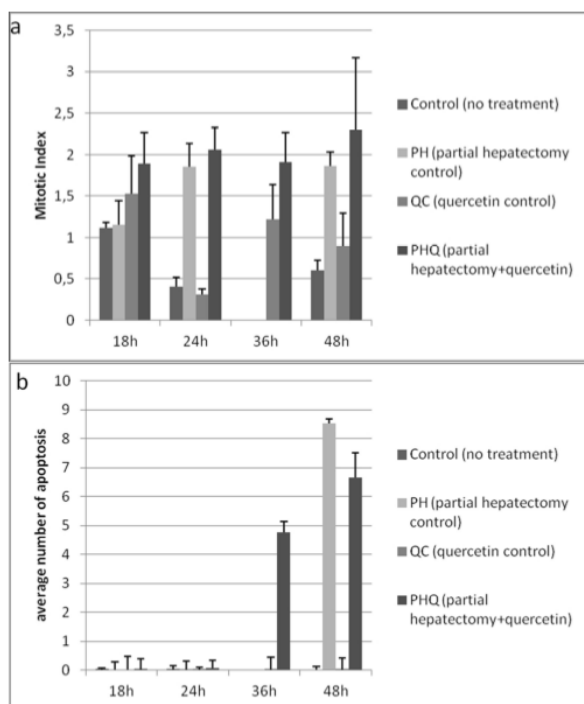 a
3,5
3
2,5
2
1,5
1
0,5
0
Mitotic Index
18h 24h 36h 48h
Control (no treatment)
PH (partial hepatectomy
control)
QC (quercetin control)
PHQ (partial
hepatectomy+quercetin)
b
10
9
8
7
6
5
4
3
2
1
0
average number of apoptosis
18h 24h 36h 48h
Control (no treatment)
PH (partial hepatectomy
control)
QC (quercetin control)
PHQ (partial
hepatectomy+quercetin)